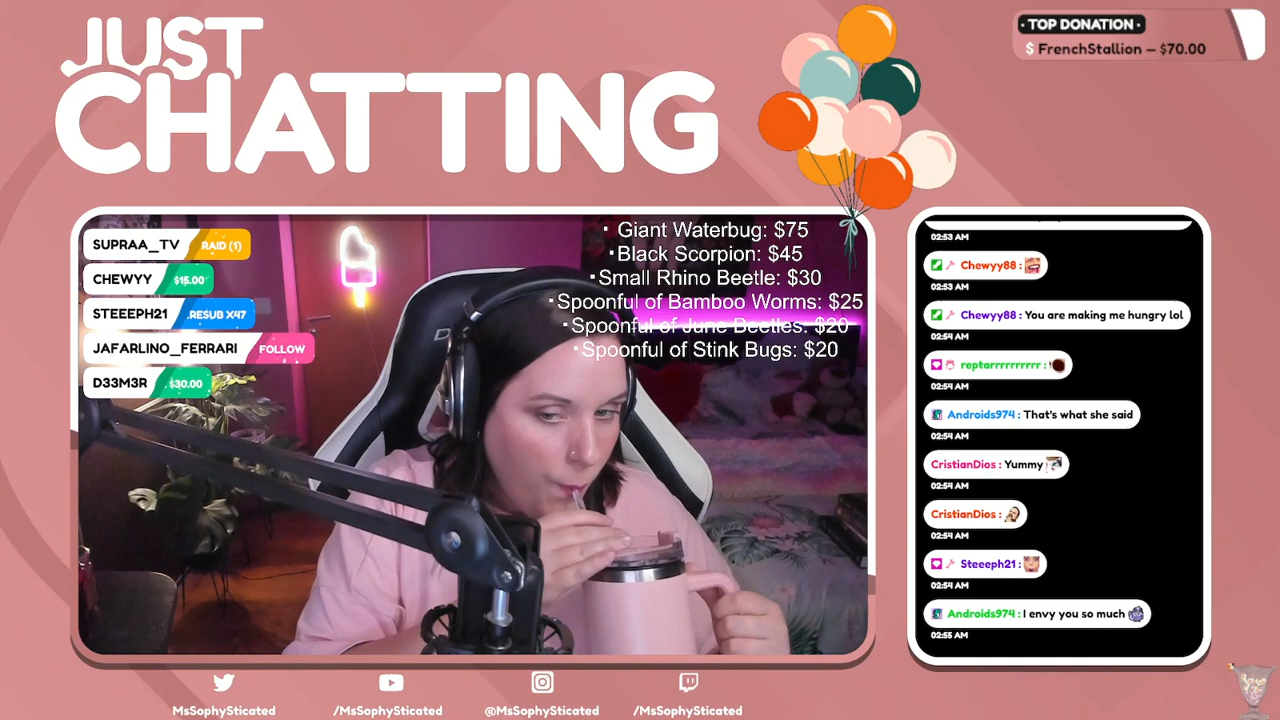 JUST
CHATTING
• TOP DONATION •
$ FrenchStallion — $70.00
SUPRAA_TV RAID (1)
CHEWYY $15.00
STEEEPH21 RESUB X47
JAFARLINO_FERRARI FOLLOW
D33M3R $30.00
• Giant Waterbug: $75
• Black Scorpion: $45
• Small Rhino Beetle: $30
• Spoonful of Bamboo Worms: $25
• Spoonful of June Beetles: $20
• Spoonful of Stink Bugs: $20
02:53 AM
Chewyy88 :
02:53 AM
Chewyy88 : You are making me hungry lol
02:54 AM
reptarrrrrrrrrr :
02:54 AM
Androids974 : That's what she said
02:54 AM
CristianDios : Yummy
02:54 AM
CristianDios :
02:54 AM
Steeeph21 :
02:54 AM
Androids974 : I envy you so much
02:55 AM
MsSophySticated
/MsSophySticated
@MsSophySticated
/MsSophySticated